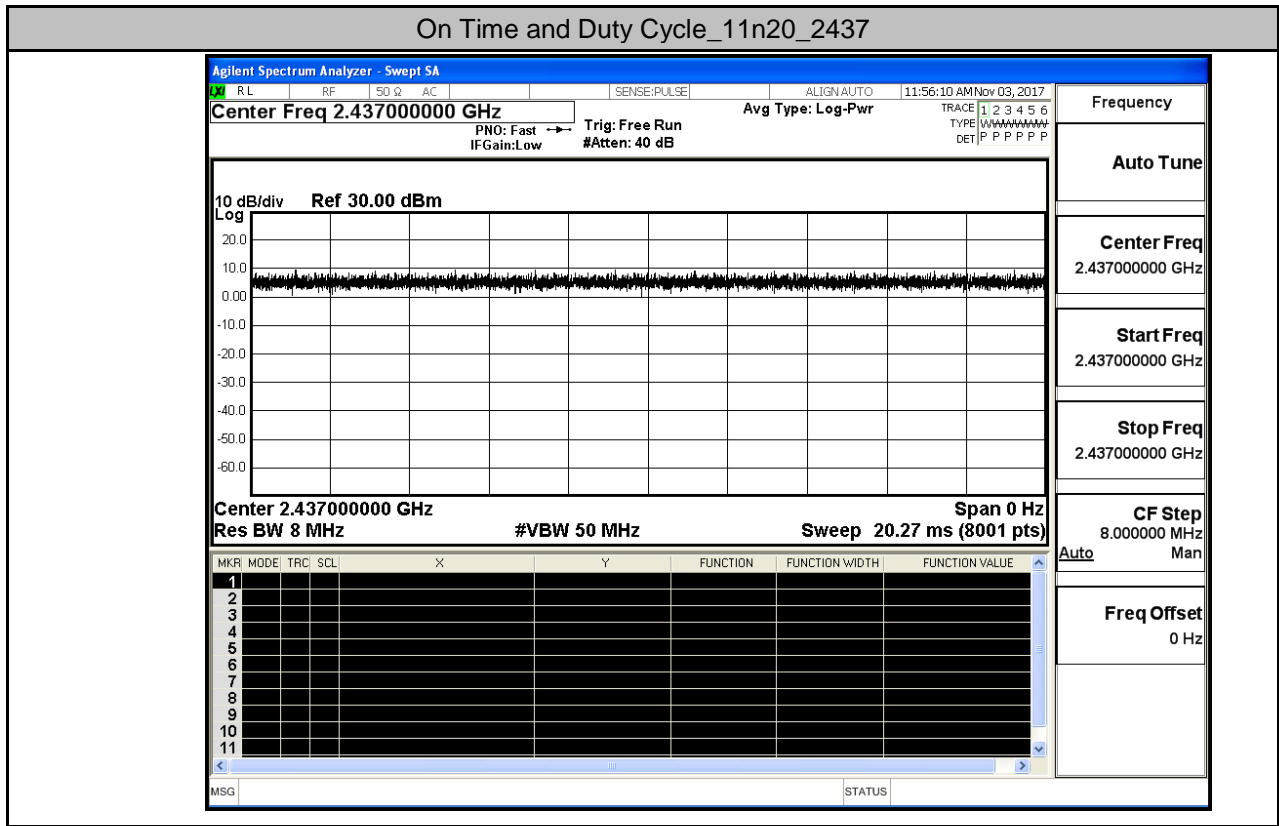 On Time and Duty Cycle_11n20_2437
Agilent Spectrum Analyzer - Swept SA
LXI RL RF 50 Ω AC SENSE:PULSE ALIGN AUTO 11:56:10 AM Nov 03, 2017
Center Freq 2.437000000 GHz Avg Type: Log-Pwr TRACE 1 2 3 4 5 6
PNO: Fast Trig: Free Run TYPE WWWWWW
IFGain:Low #Atten: 40 dB DET P P P P P P
10 dB/div Ref 30.00 dBm
Log
20.0
10.0
0.00
-10.0
-20.0
-30.0
-40.0
-50.0
-60.0
Center 2.437000000 GHz Span 0 Hz
Res BW 8 MHz #VBW 50 MHz Sweep 20.27 ms (8001 pts)
MKR MODE TRC SCL X Y FUNCTION FUNCTION WIDTH FUNCTION VALUE
1
2
3
4
5
6
7
8
9
10
11
MSG STATUS
Frequency
Auto Tune
Center Freq
2.437000000 GHz
Start Freq
2.437000000 GHz
Stop Freq
2.437000000 GHz
CF Step
8.000000 MHz
Auto Man
Freq Offset
0 Hz